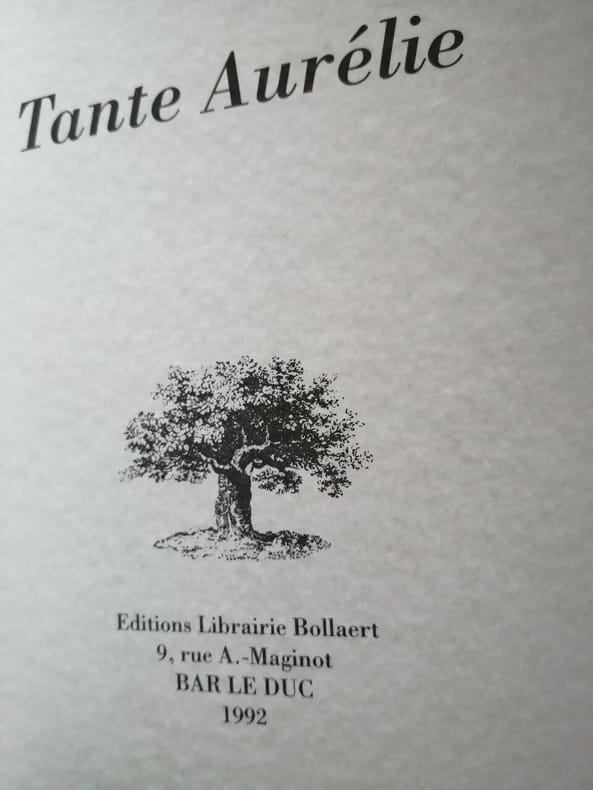 Tante Aurélie
Editions Librairie Bollaert
9, rue A.-Maginot
BAR LE DUC
1992